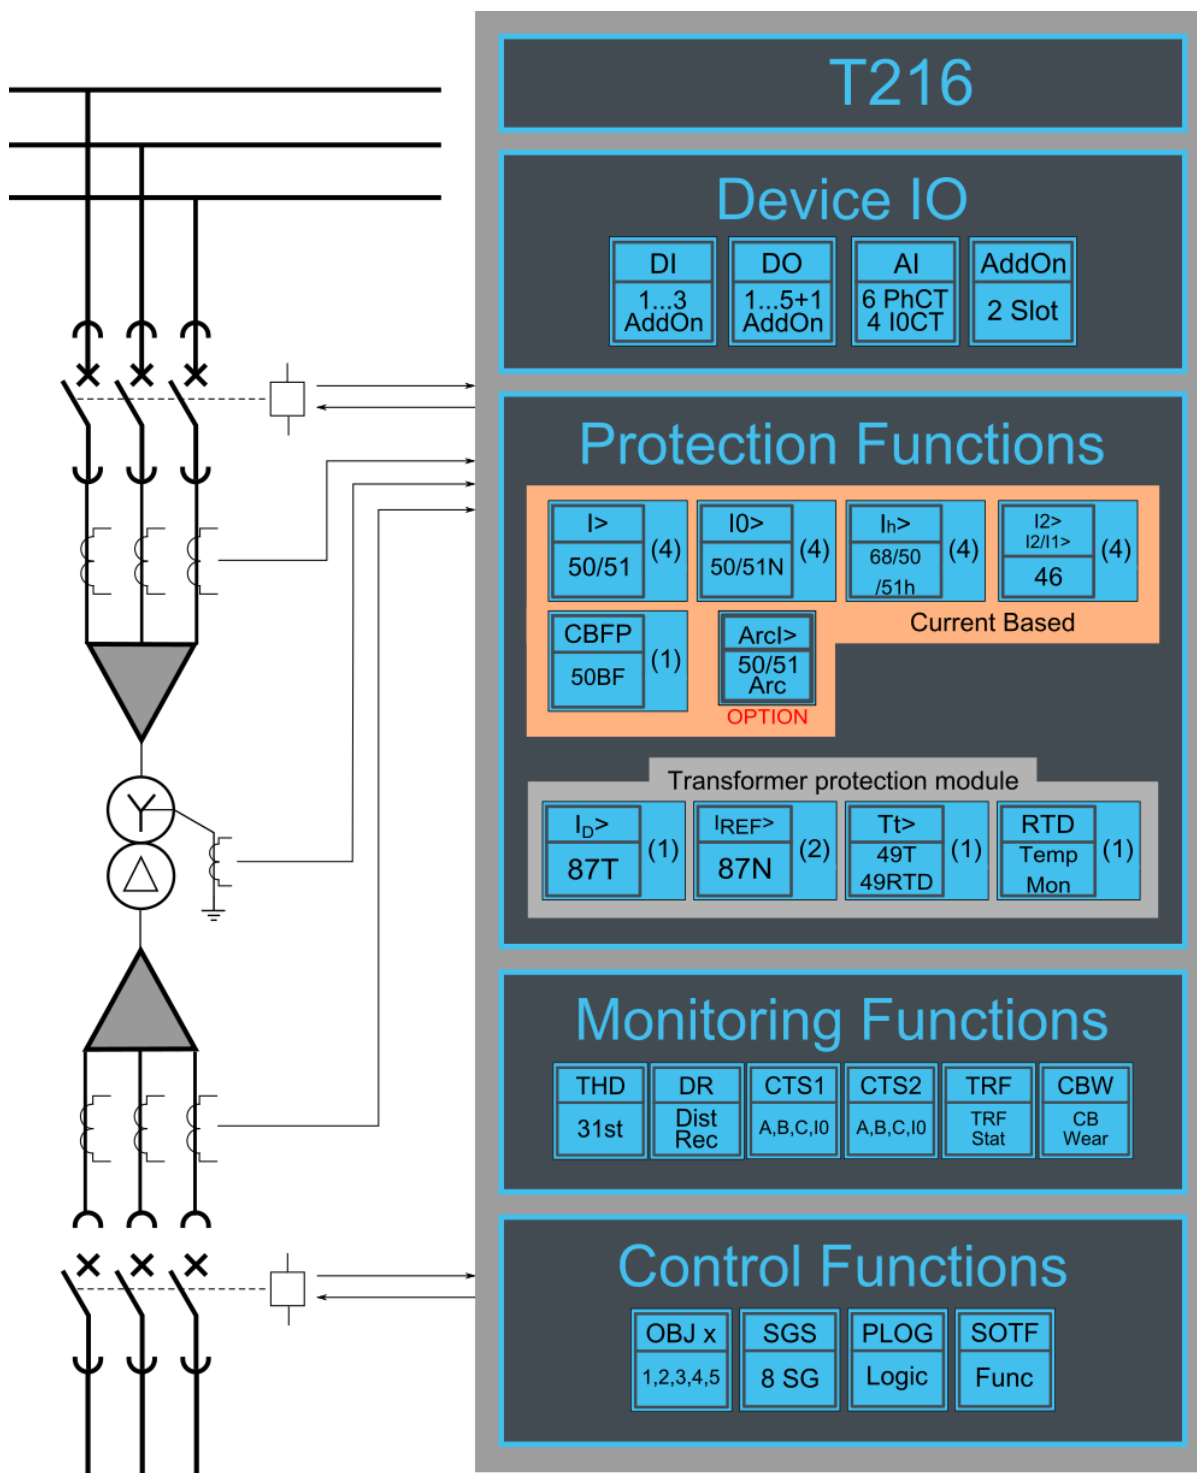 T216
Device IO
DI
1...3
AddOn
DO
1...5+1
AddOn
AI
6 PhCT
4 I0CT
AddOn
2 Slot
Protection Functions
I>
50/51
(4)
I0>
50/51N
(4)
Ih>
68/50
/51h
(4)
I2>
I2/I1>
46
(4)
Current Based
CBFP
50BF
(1)
ArcI>
50/51
Arc
OPTION
Transformer protection module
ID>
87T
(1)
IREF>
87N
(2)
Tt>
49T
49RTD
(1)
RTD
Temp
Mon
(1)
Monitoring Functions
THD
31st
DR
Dist
Rec
CTS1
A,B,C,I0
CTS2
A,B,C,I0
TRF
TRF
Stat
CBW
CB
Wear
Control Functions
OBJ x
1,2,3,4,5
SGS
8 SG
PLOG
Logic
SOTF
Func